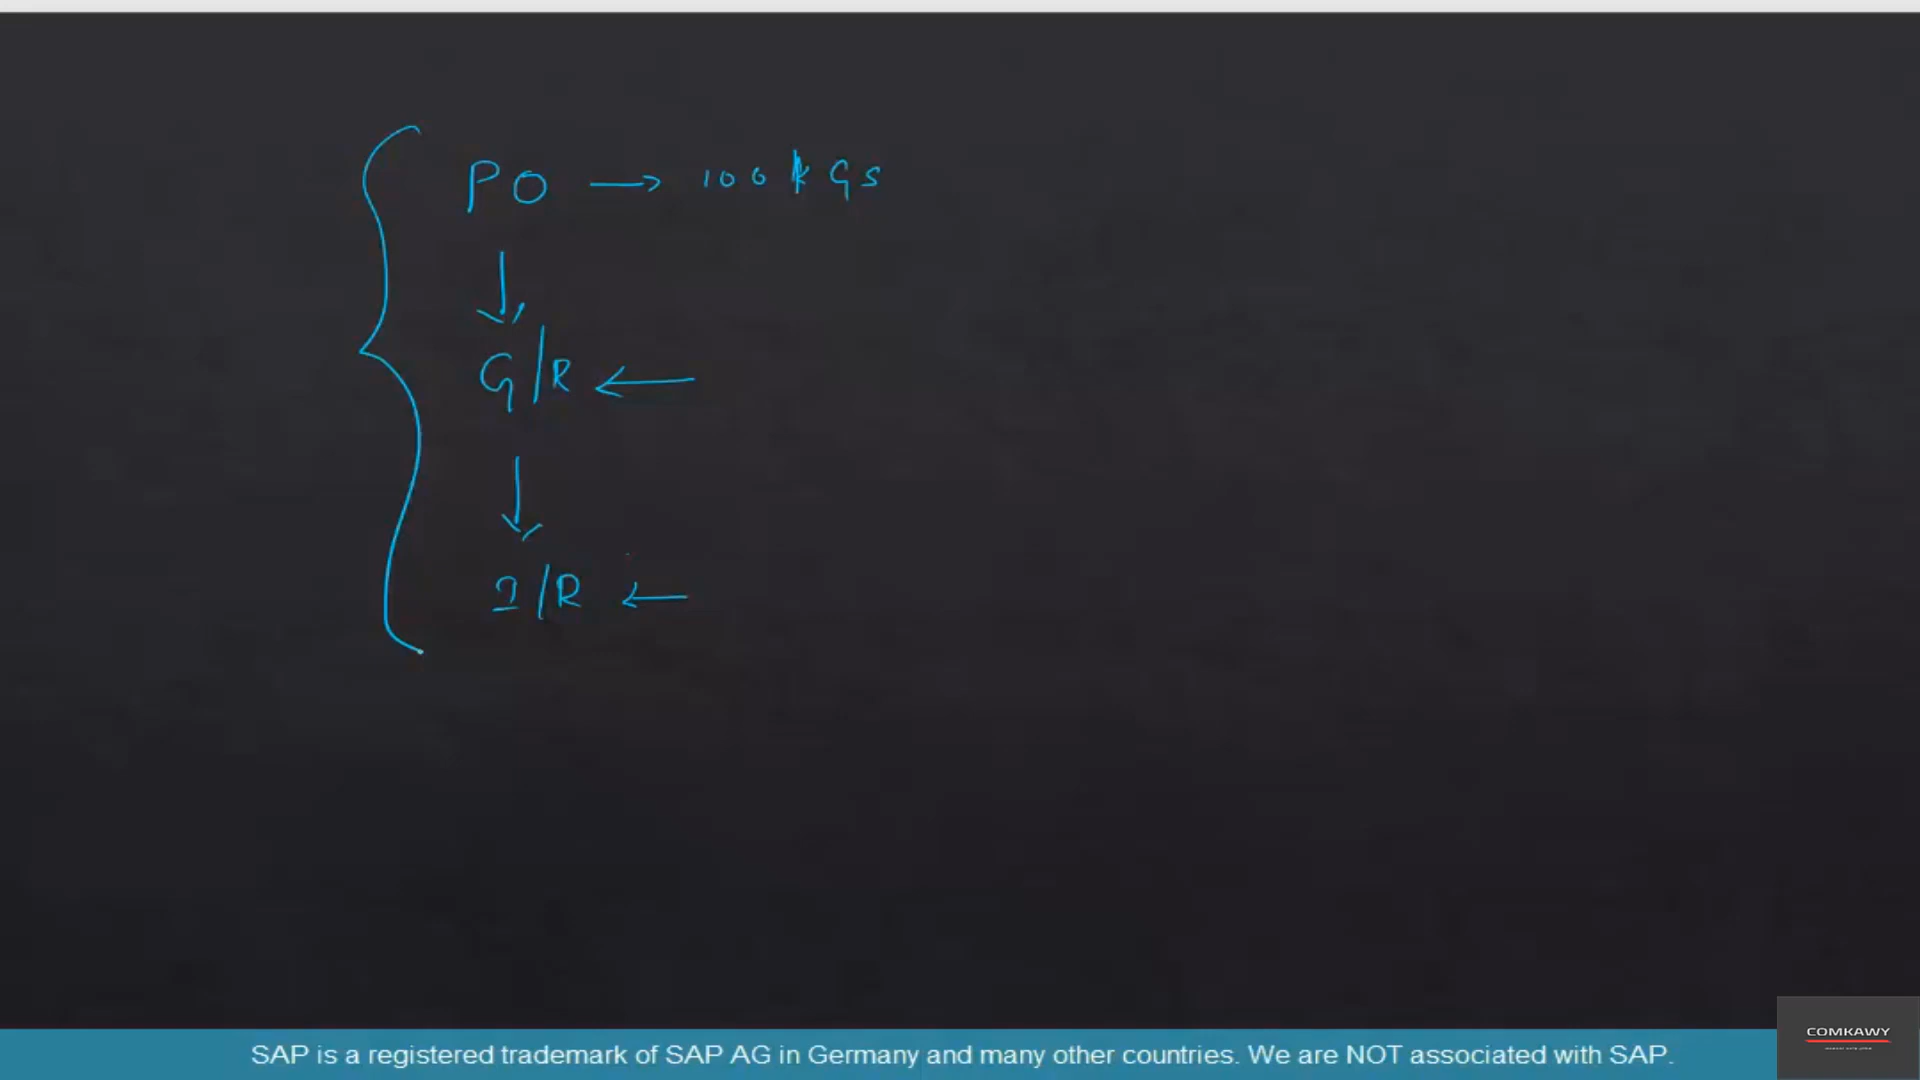 PO → 100 KGs
↓
G/R ←
↓
I/R ←
COMKAWY
SAP is a registered trademark of SAP AG in Germany and many other countries. We are NOT associated with SAP.